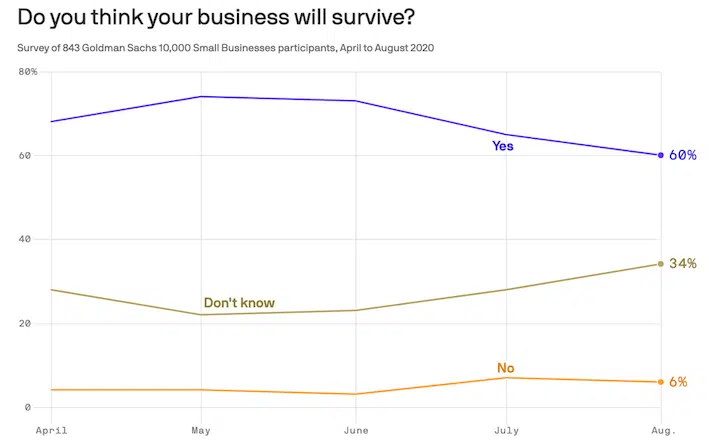 Do you think your business will survive?
Survey of 843 Goldman Sachs 10,000 Small Businesses participants, April to August 2020
80%
Yes
60
60%
40
34%
Don't know
20
No
6%
0
April May June July Aug.